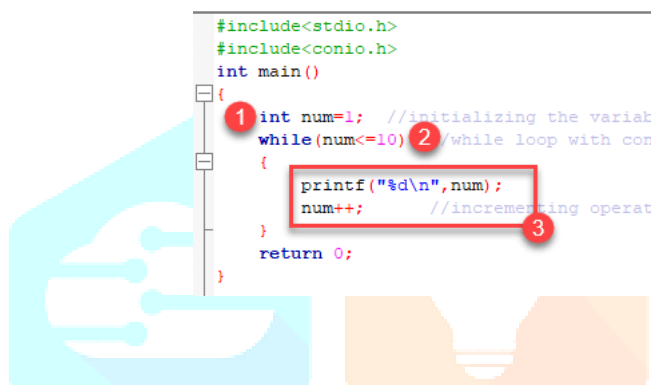 #include<stdio.h>
#include<conio.h>
int main()
{
1 int num=1; //initializing the variab
while(num<=10) 2 /while loop with con
{
printf("%d\n",num);
num++; //incrementing operat
3
}
return 0;
}